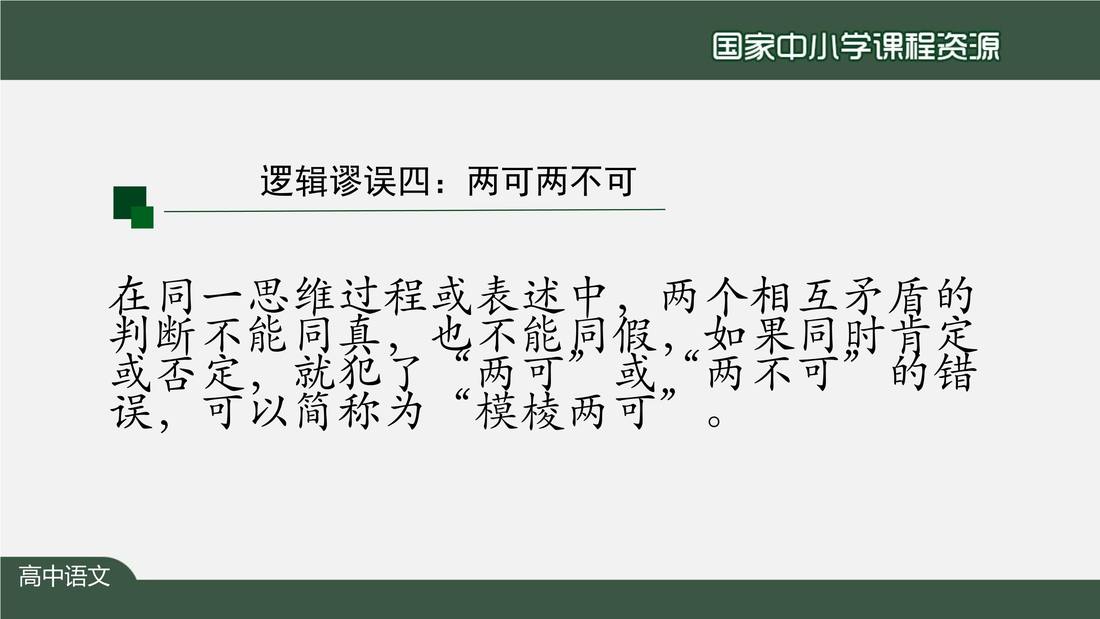 国家中小学课程资源
逻辑谬误四：两可两不可
在同一思维过程或表述中，两个相互矛盾的
判断不能同真，也不能同假，如果同时肯定
或否定，就犯了“两可”或“两不可”的错
误，可以简称为“模棱两可”。
高中语文